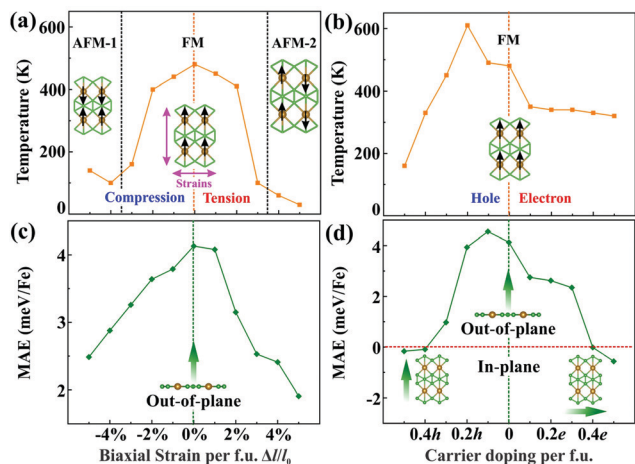 (a)
AFM-1
FM
AFM-2
Temperature (K)
600
400
200
0
Strains
Compression
Tension
(b)
FM
Temperature (K)
600
400
200
0
Hole
Electron
(c)
MAE (meV/Fe)
4
3
2
Out-of-plane
-4%
-2%
0%
2%
4%
Biaxial Strain per f.u. Δl/l₀
(d)
MAE (meV/Fe)
4
2
0
-2
Out-of-plane
In-plane
0.4h
0.2h
0
0.2e
0.4e
Carrier doping per f.u.